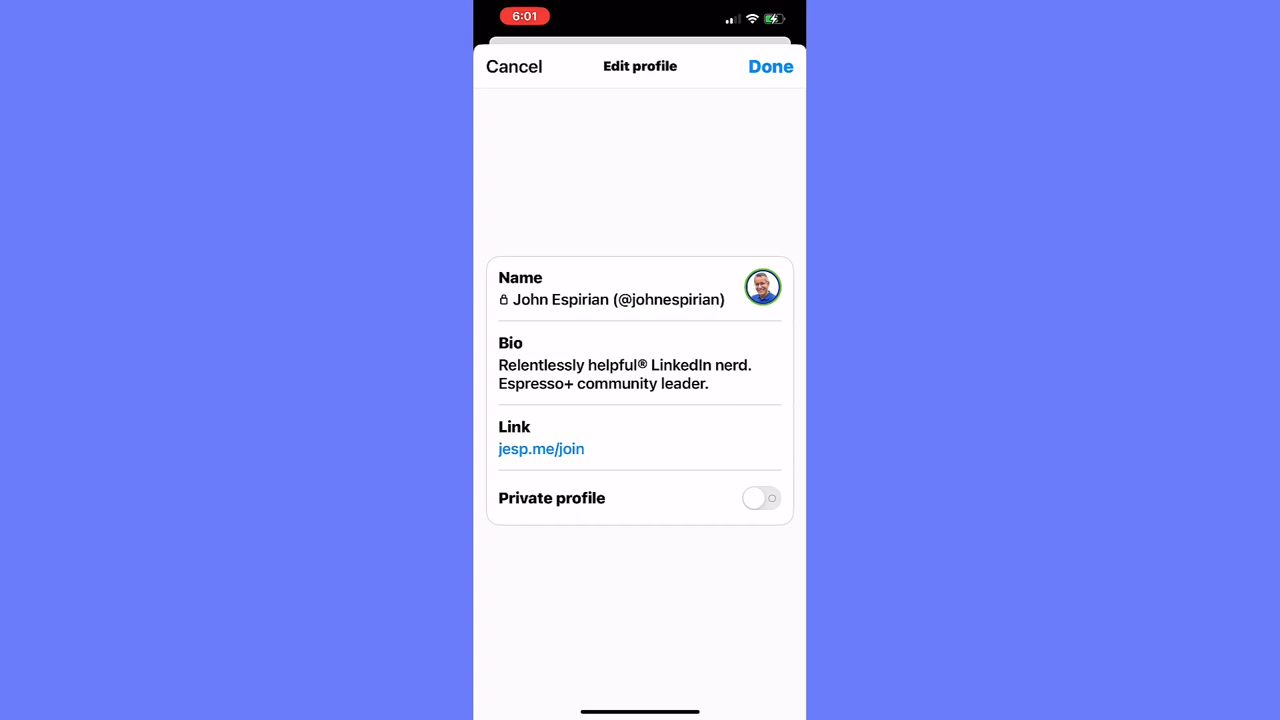 6:01
Cancel
Edit profile
Done
Name
John Espirian (@johnespirian)
Bio
Relentlessly helpful® LinkedIn nerd.
Espresso+ community leader.
Link
jesp.me/join
Private profile